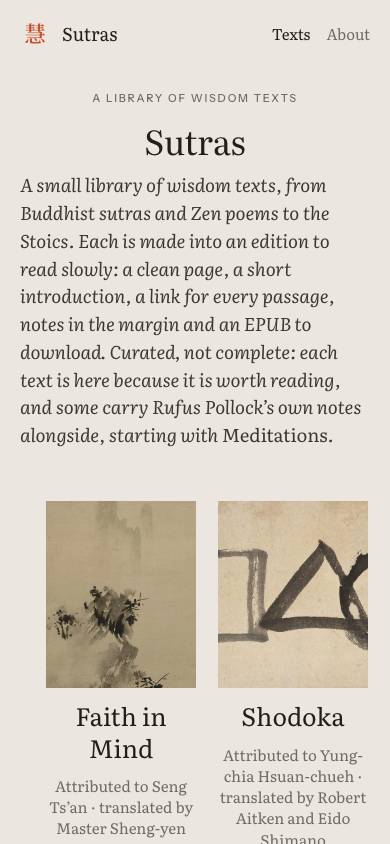 慧 Sutras Texts About
A LIBRARY OF WISDOM TEXTS
Sutras
A small library of wisdom texts, from
Buddhist sutras and Zen poems to the
Stoics. Each is made into an edition to
read slowly: a clean page, a short
introduction, a link for every passage,
notes in the margin and an EPUB to
download. Curated, not complete: each
text is here because it is worth reading,
and some carry Rufus Pollock’s own notes
alongside, starting with Meditations.
Faith in
Mind
Attributed to Seng
Ts’an · translated by
Master Sheng-yen
Shodoka
Attributed to Yung-
chia Hsuan-chueh ·
translated by Robert
Aitken and Eido
Shimano